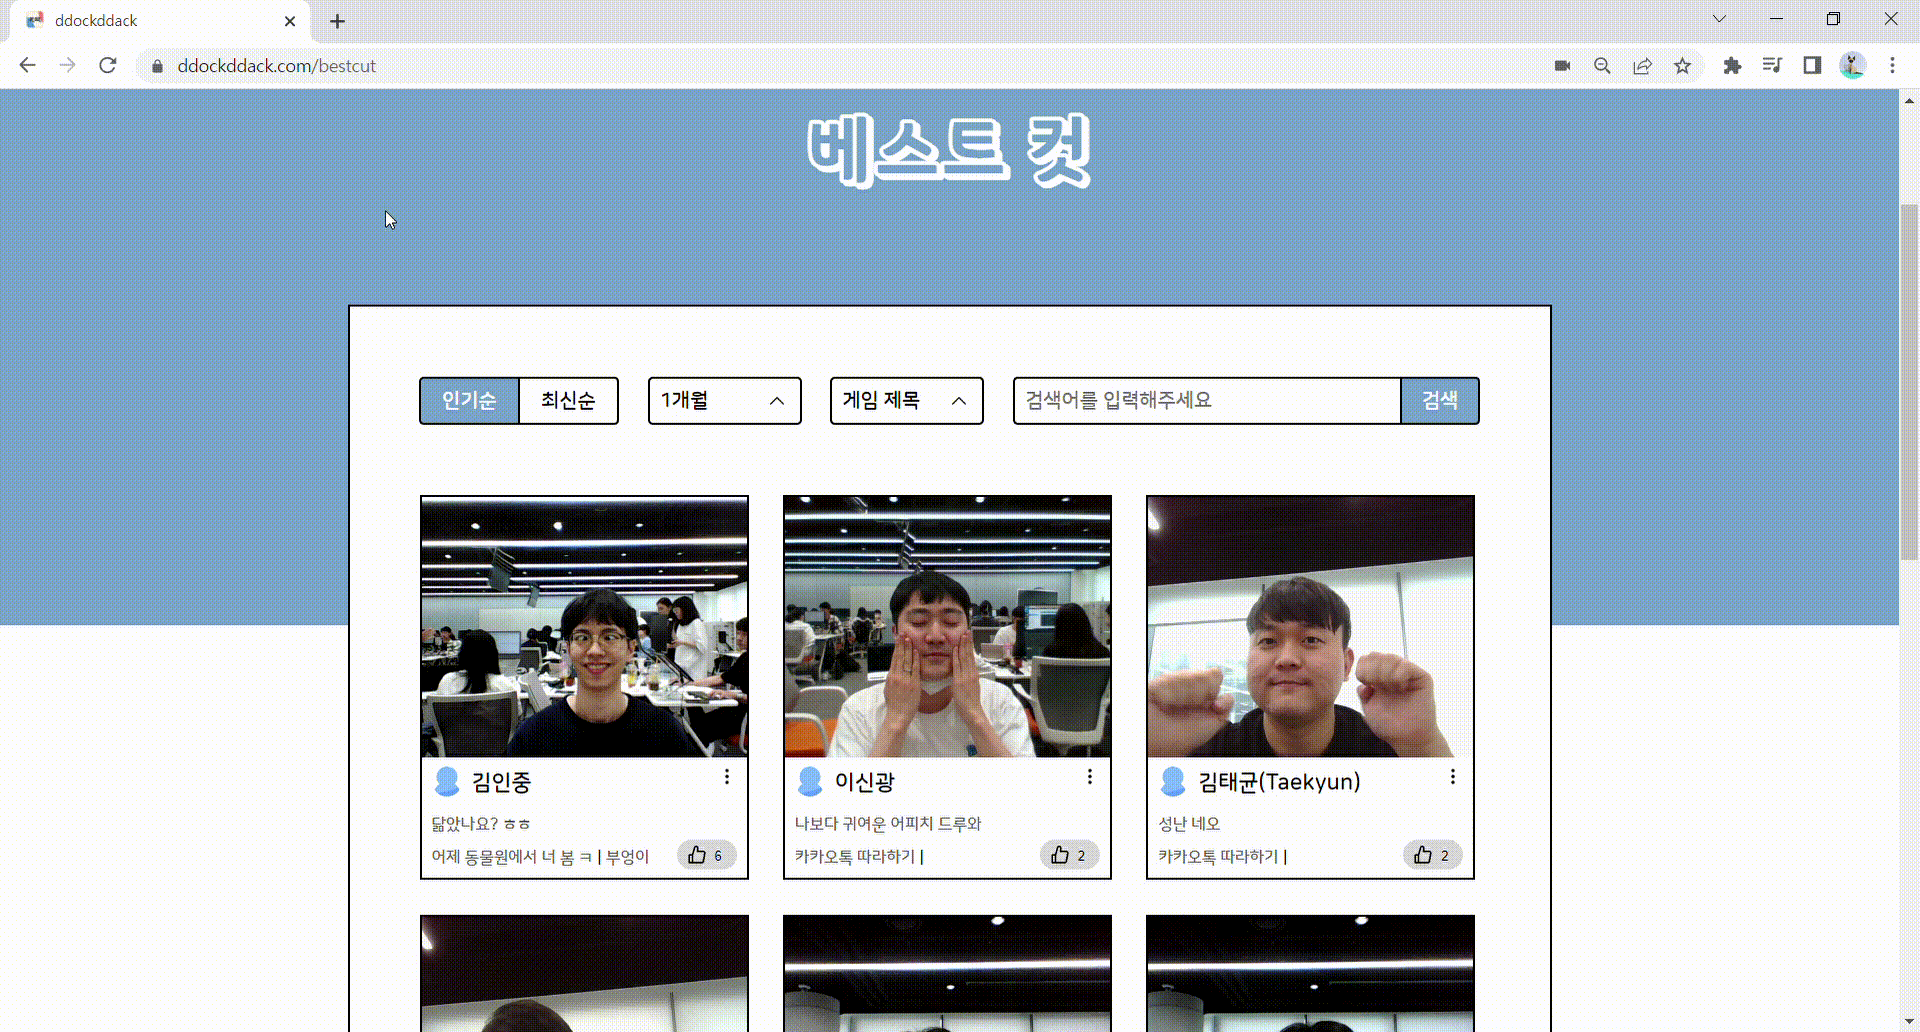 ddockddack
ddockddack.com/bestcut
베스트 컷
인기순 최신순 1개월 게임 제목 검색어를 입력해주세요 검색
김인중
닮았나요? ㅎㅎ
어제 동물원에서 너 봄 ㅋ | 부엉이 6
이신광
나보다 귀여운 어피치 드루와
카카오톡 따라하기 | 2
김태균(Taekyun)
성난 네오
카카오톡 따라하기 | 2